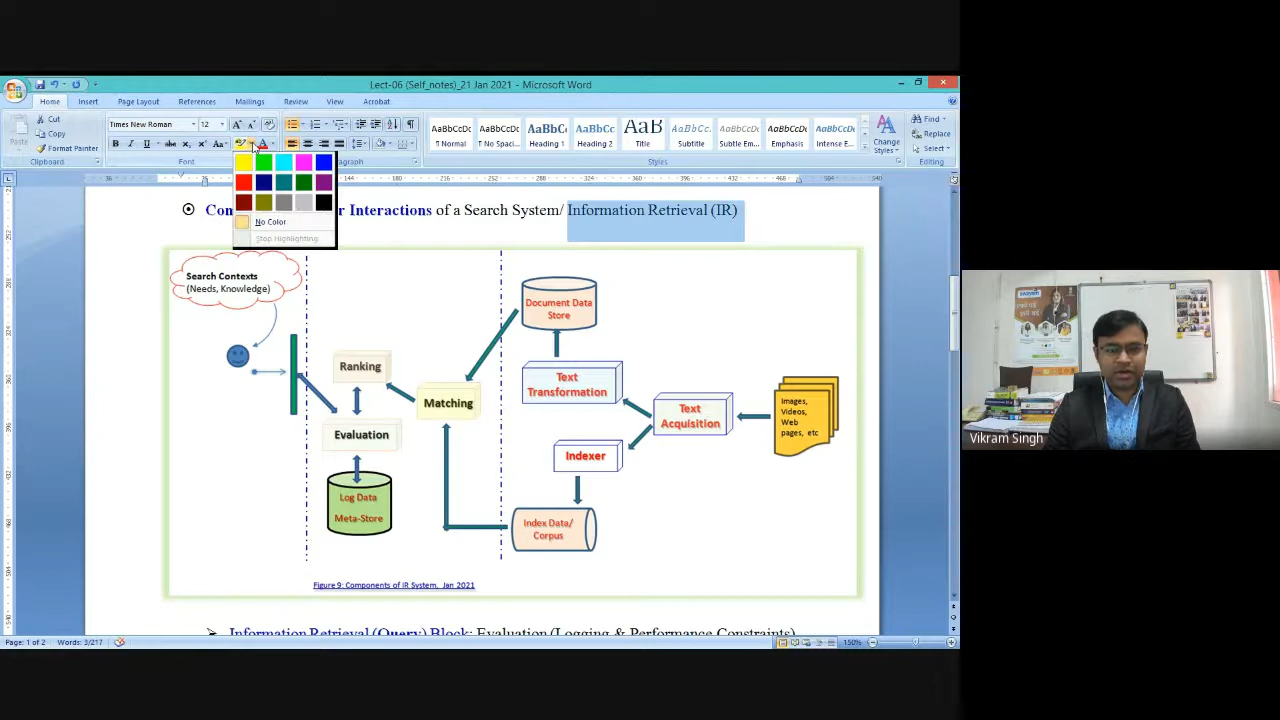 Lect-06 (Self_notes)_21 Jan 2021 - Microsoft Word
Home Insert Page Layout References Mailings Review View Acrobat
Cut
Copy
Paste
Format Painter
Clipboard
Times New Roman 12
Font
Paragraph
AaBbCcDc AaBbCcDc AaBbC AaBbCc AaB AaBbCc. AaBbCcDc AaBbCcDc AaBbCcDc
¶ Normal ¶ No Spaci... Heading 1 Heading 2 Title Subtitle Subtle Em... Emphasis Intense E...
Styles
Change Styles
Find
Replace
Select
Editing
No Color
Stop Highlighting
Interactions of a Search System/ Information Retrieval (IR)
Search Contexts
(Needs, Knowledge)
Document Data
Store
Ranking
Text
Transformation
Matching
Text
Acquisition
Images,
Videos,
Web
pages, etc
Evaluation
Indexer
Log Data
Meta-Store
Index Data/
Corpus
Figure 9: Components of IR System, Jan 2021
Information Retrieval (Query) Block: Evaluation (Logging & Performance Constraints)
Page: 1 of 2 Words: 3/217
150%
Vikram Singh